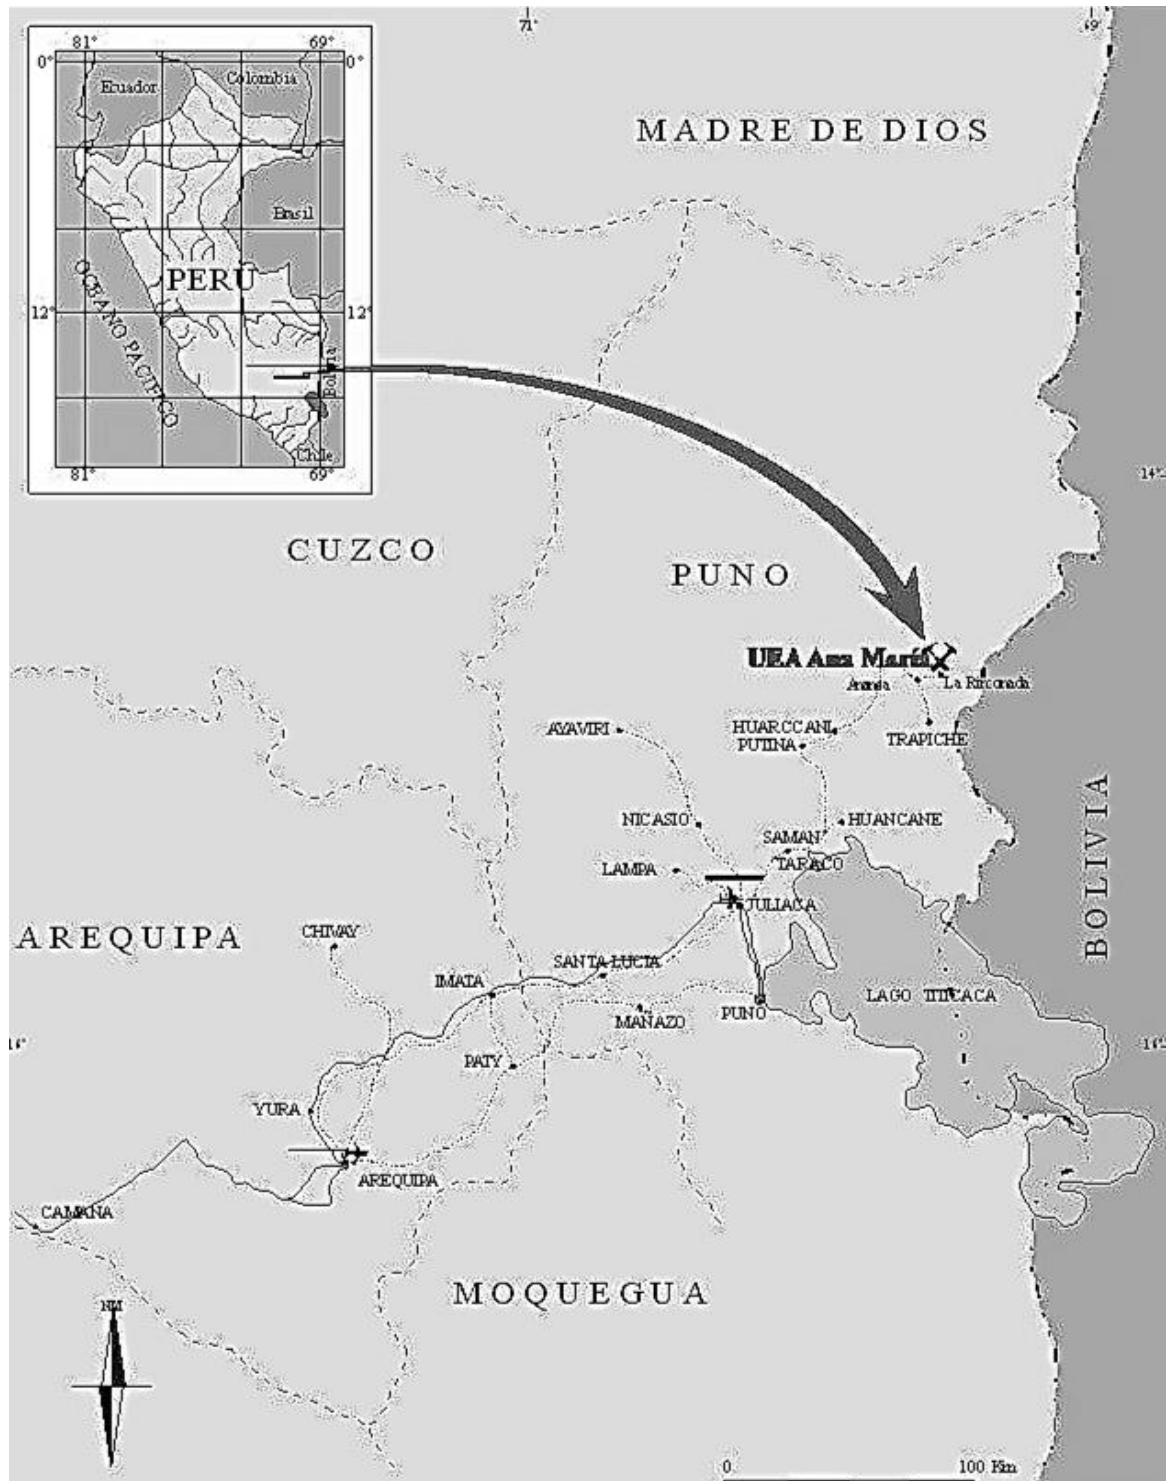 71°
69°
81°
69°
0°
0°
Ecuador
Colombia
Brasil
PERU
OCEANO PACIFICO
12°
12°
Bolivia
Chile
81°
69°
MADRE DE DIOS
14°
CUZCO
PUNO
UEA Ana María
Ananea
La Rinconada
AYAVIRI
HUARCCANI
PUTINA
TRAPICHE
NICASIO
SAMAN
HUANCANE
TARACO
LAMPA
JULIACA
BOLIVIA
AREQUIPA
CHIVAY
SANTA LUCIA
IMATA
LAGO TITICACA
MAÑAZO
PUNO
16°
16°
PATY
YURA
AREQUIPA
CAMANA
MOQUEGUA
NM
0
100 Km